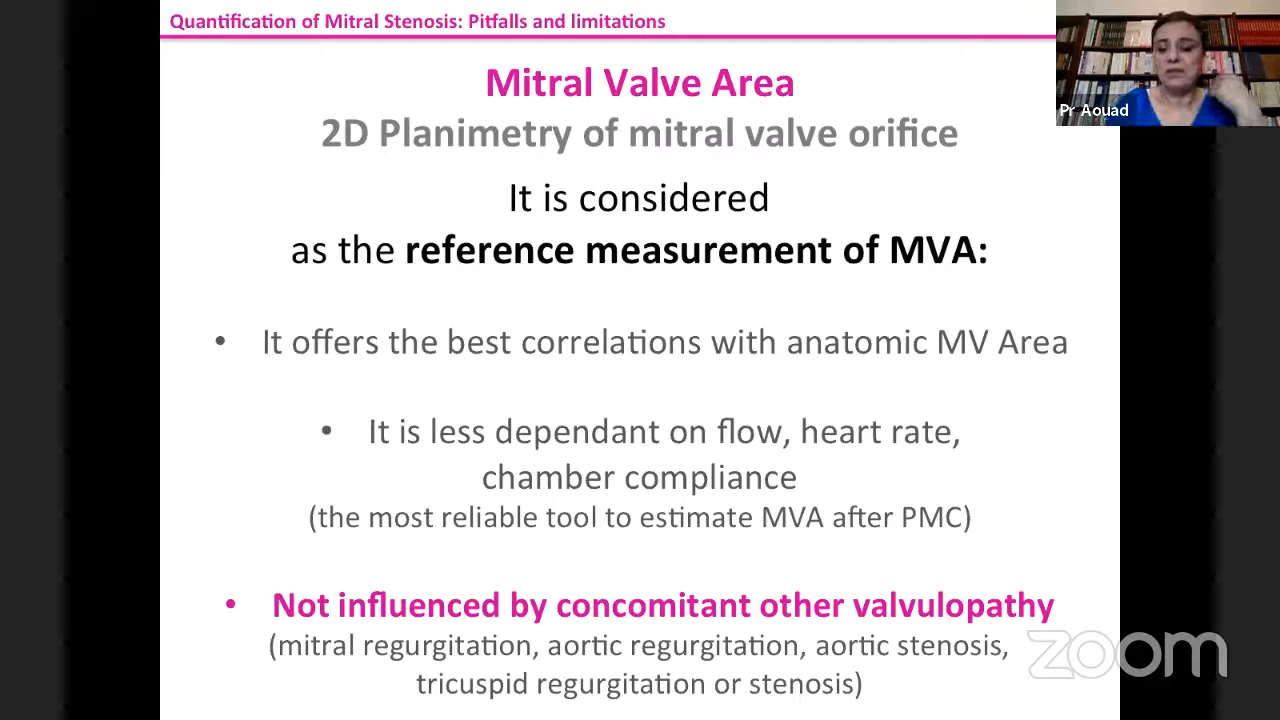 Quantification of Mitral Stenosis: Pitfalls and limitations
Pr Aouad
Mitral Valve Area
2D Planimetry of mitral valve orifice
It is considered
as the reference measurement of MVA:
• It offers the best correlations with anatomic MV Area
• It is less dependant on flow, heart rate,
chamber compliance
(the most reliable tool to estimate MVA after PMC)
• Not influenced by concomitant other valvulopathy
(mitral regurgitation, aortic regurgitation, aortic stenosis,
tricuspid regurgitation or stenosis)
zoom